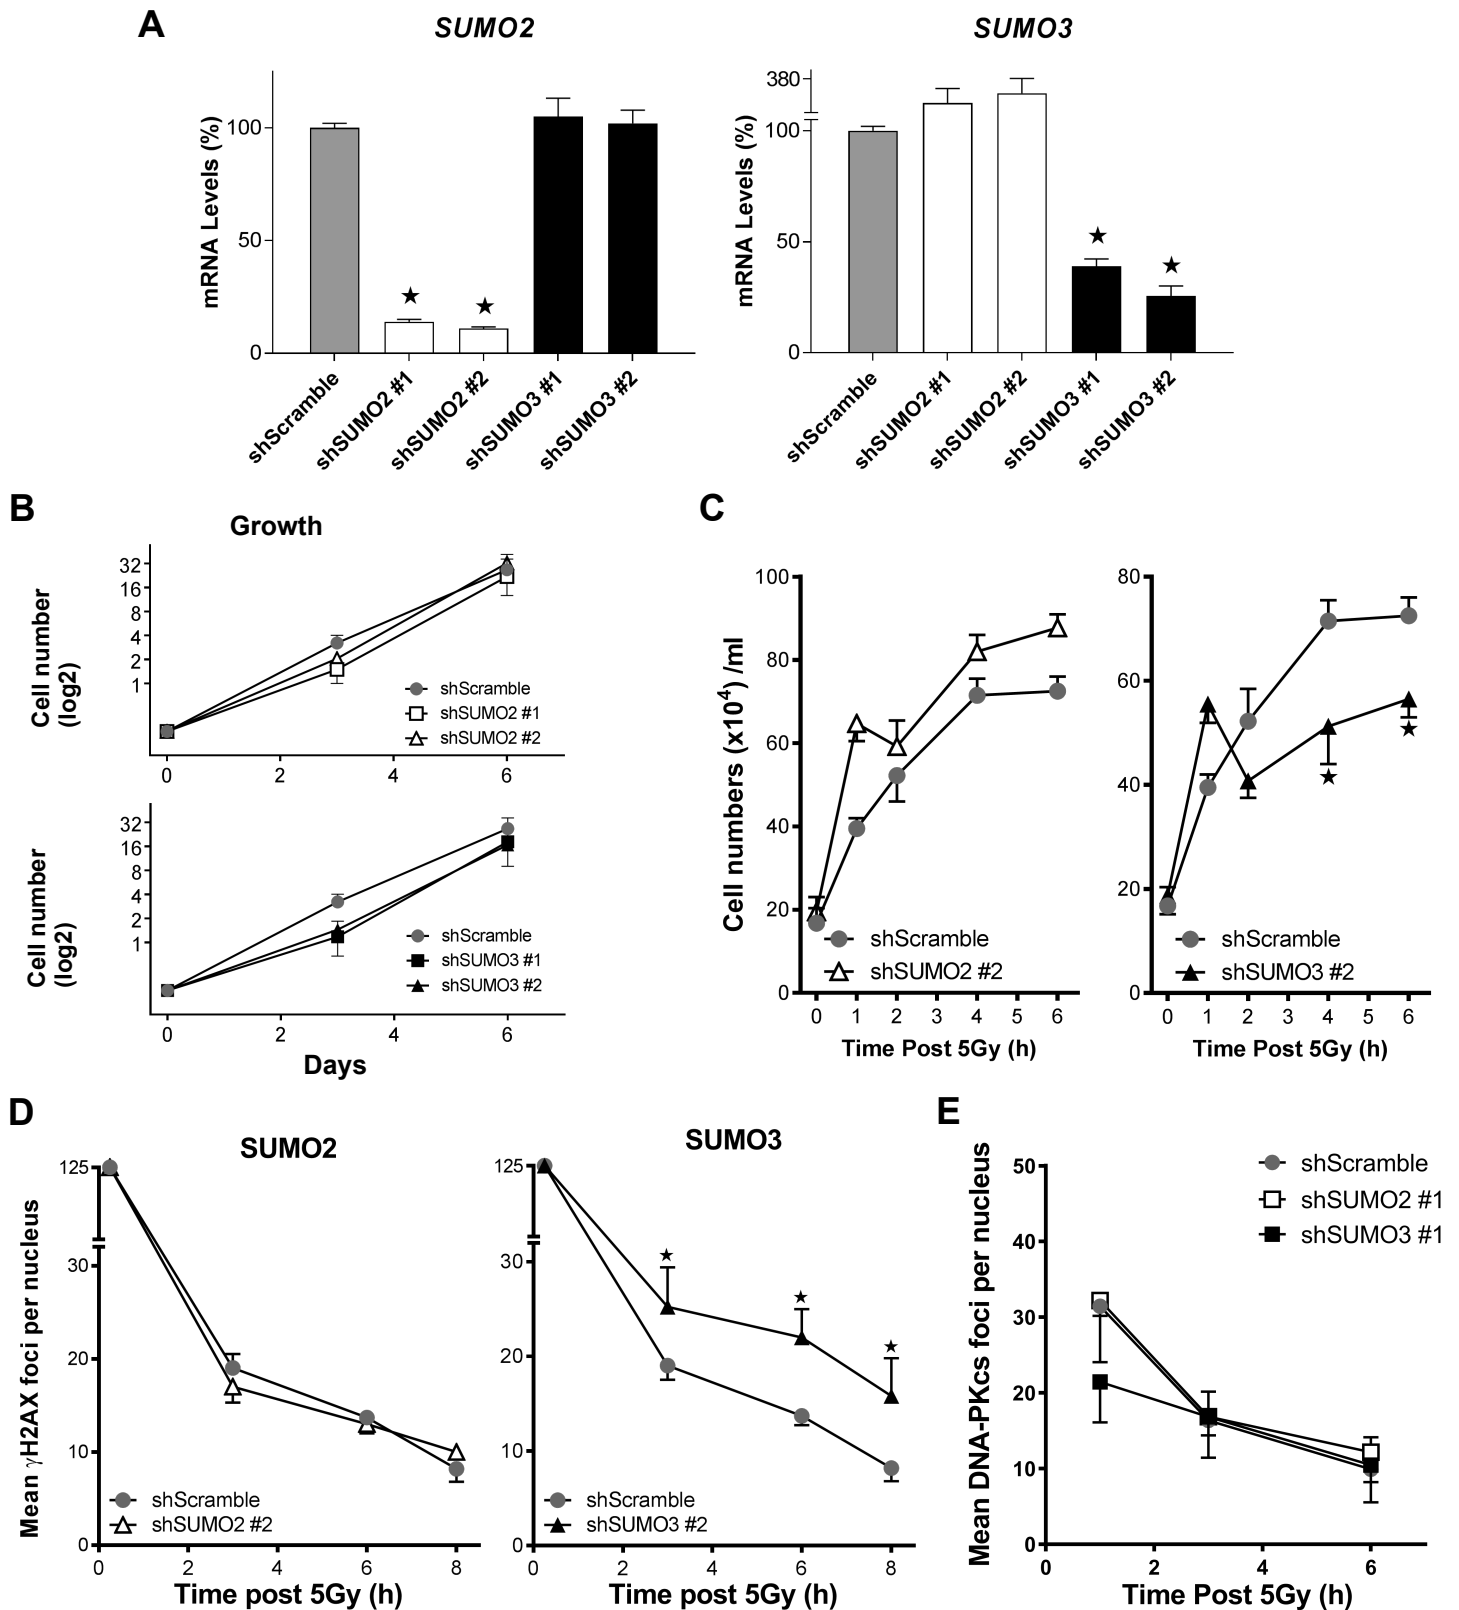 A
SUMO2
SUMO3
mRNA Levels (%)
100
50
0
shScramble
shSUMO2 #1
shSUMO2 #2
shSUMO3 #1
shSUMO3 #2
mRNA Levels (%)
380
100
50
0
shScramble
shSUMO2 #1
shSUMO2 #2
shSUMO3 #1
shSUMO3 #2
B
Growth
Cell number
(log2)
32
16
8
4
2
1
shScramble
shSUMO2 #1
shSUMO2 #2
0 2 4 6
Cell number
(log2)
32
16
8
4
2
1
shScramble
shSUMO3 #1
shSUMO3 #2
0 2 4 6
Days
C
Cell numbers (x10⁴) /ml
100
80
60
40
20
0
shScramble
shSUMO2 #2
0 1 2 3 4 5 6
Time Post 5Gy (h)
80
60
40
20
0
shScramble
shSUMO3 #2
0 1 2 3 4 5 6
Time Post 5Gy (h)
D
SUMO2
Mean γH2AX foci per nucleus
125
30
20
10
0
shScramble
shSUMO2 #2
0 2 4 6 8
Time post 5Gy (h)
SUMO3
125
30
20
10
0
shScramble
shSUMO3 #2
0 2 4 6 8
Time post 5Gy (h)
E
Mean DNA-PKcs foci per nucleus
50
40
30
20
10
0
shScramble
shSUMO2 #1
shSUMO3 #1
0 2 4 6
Time Post 5Gy (h)